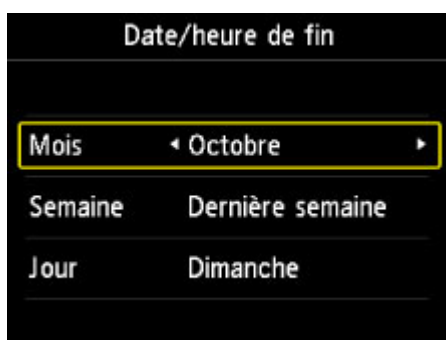 Date/heure de fin
Mois Octobre
Semaine Dernière semaine
Jour Dimanche